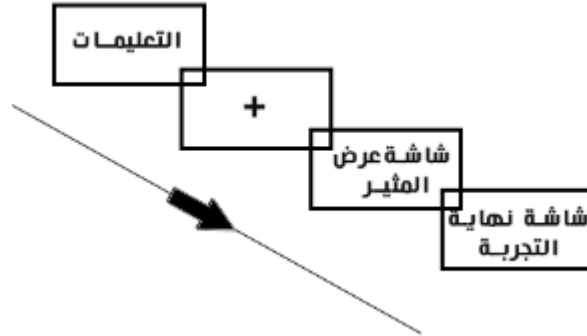 التعليمات
+
شاشة عرض
المثير
شاشة نهاية
التجربة